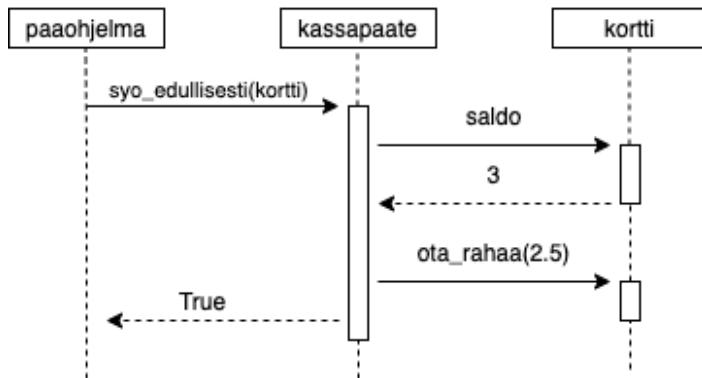 paaohjelma
kassapaate
kortti
syo_edullisesti(kortti)
saldo
3
ota_rahaa(2.5)
True